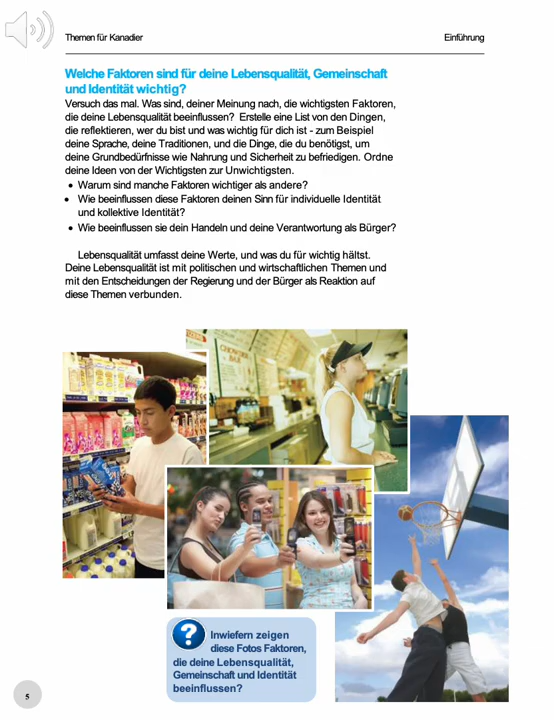 Themen für Kanadier
Einführung
Welche Faktoren sind für deine Lebensqualität, Gemeinschaft
und Identität wichtig?
Versuch das mal. Was sind, deiner Meinung nach, die wichtigsten Faktoren,
die deine Lebensqualität beeinflussen? Erstelle eine List von den Dingen,
die reflektieren, wer du bist und was wichtig für dich ist - zum Beispiel
deine Sprache, deine Traditionen, und die Dinge, die du benötigst, um
deine Grundbedürfnisse wie Nahrung und Sicherheit zu befriedigen. Ordne
deine Ideen von der Wichtigsten zur Unwichtigsten.
• Warum sind manche Faktoren wichtiger als andere?
• Wie beeinflussen diese Faktoren deinen Sinn für individuelle Identität
und kollektive Identität?
• Wie beeinflussen sie dein Handeln und deine Verantwortung als Bürger?
Lebensqualität umfasst deine Werte, und was du für wichtig hältst.
Deine Lebensqualität ist mit politischen und wirtschaftlichen Themen und
mit den Entscheidungen der Regierung und der Bürger als Reaktion auf
diese Themen verbunden.
?
Inwiefern zeigen
diese Fotos Faktoren,
die deine Lebensqualität,
Gemeinschaft und Identität
beeinflussen?
5